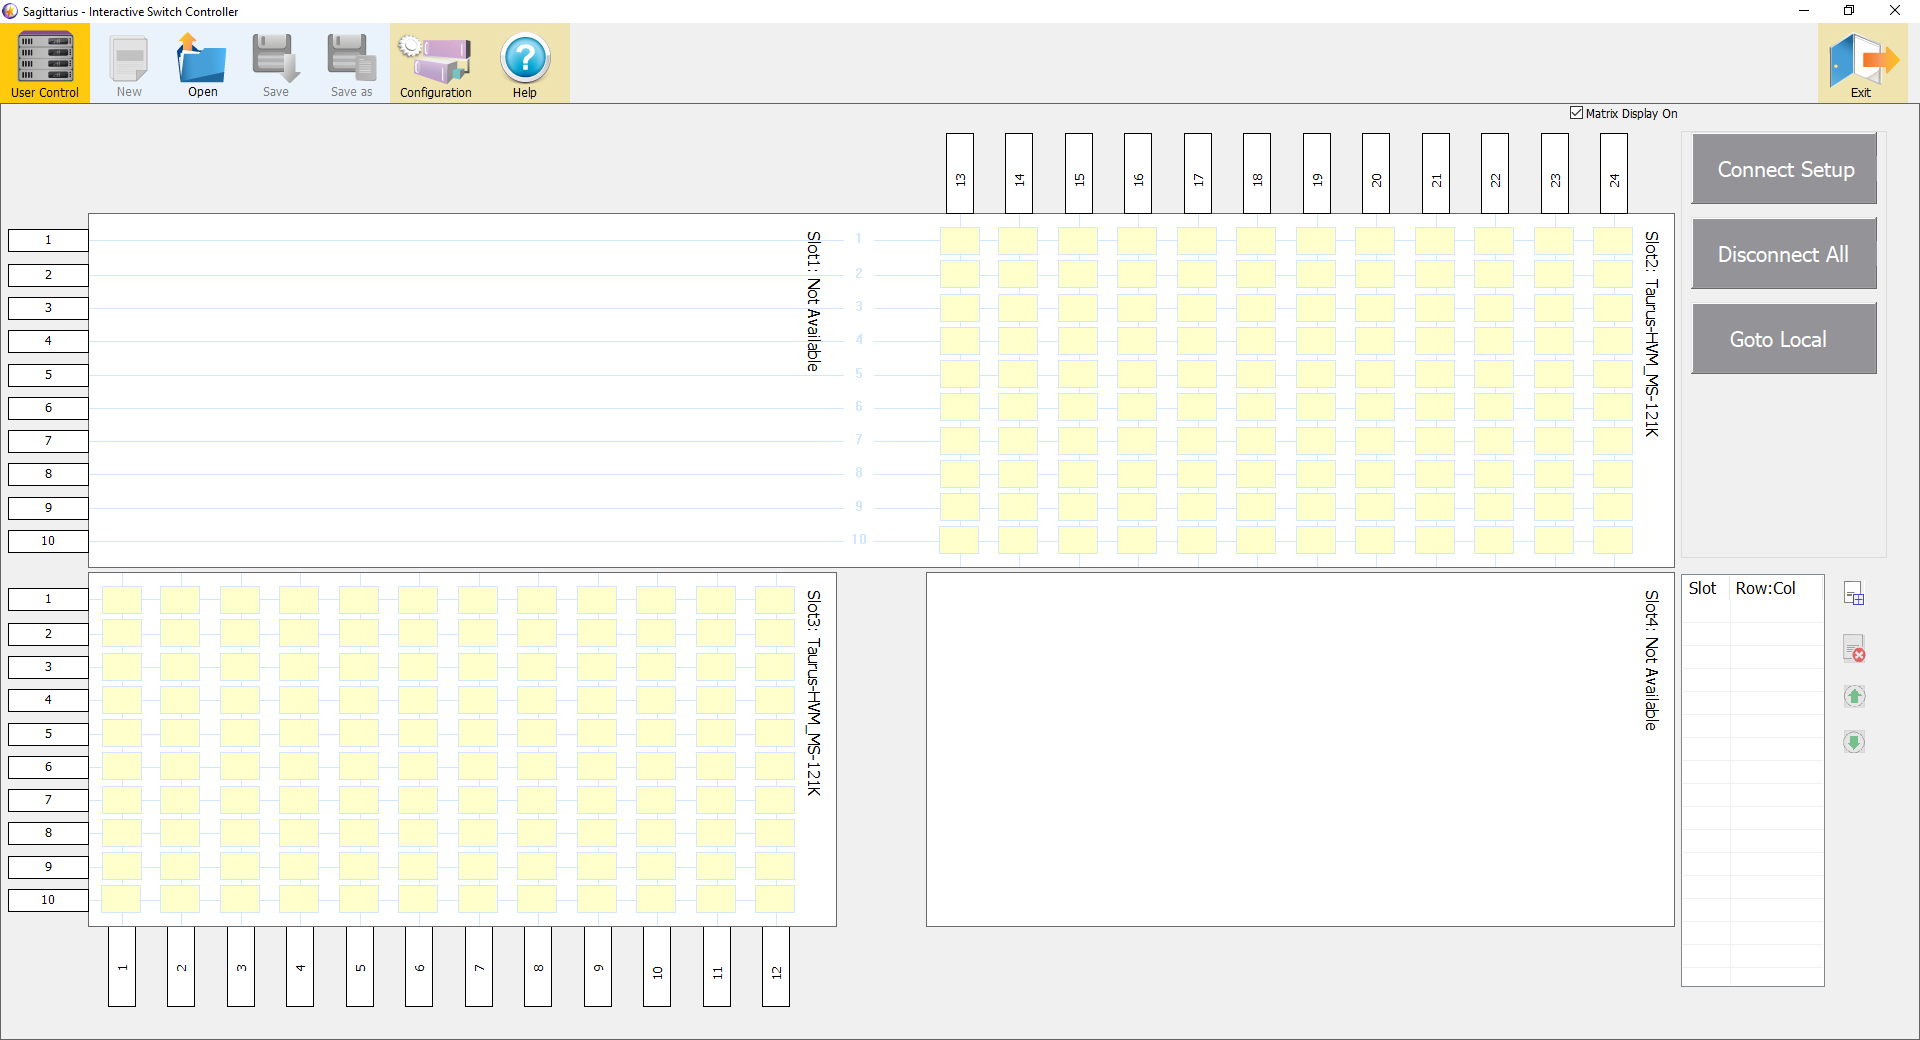 Sagittarius - Interactive Switch Controller
User Control
New
Open
Save
Save as
Configuration
Help
Exit
Matrix Display On
13 14 15 16 17 18 19 20 21 22 23 24
Connect Setup
Disconnect All
Goto Local
1
2
3
4
5
6
7
8
9
10
Slot1: Not Available
1
2
3
4
5
6
7
8
9
10
Slot2: Taurus-HVM_MS-121K
1
2
3
4
5
6
7
8
9
10
Slot3: Taurus-HVM_MS-121K
Slot4: Not Available
Slot Row:Col
1 2 3 4 5 6 7 8 9 10 11 12